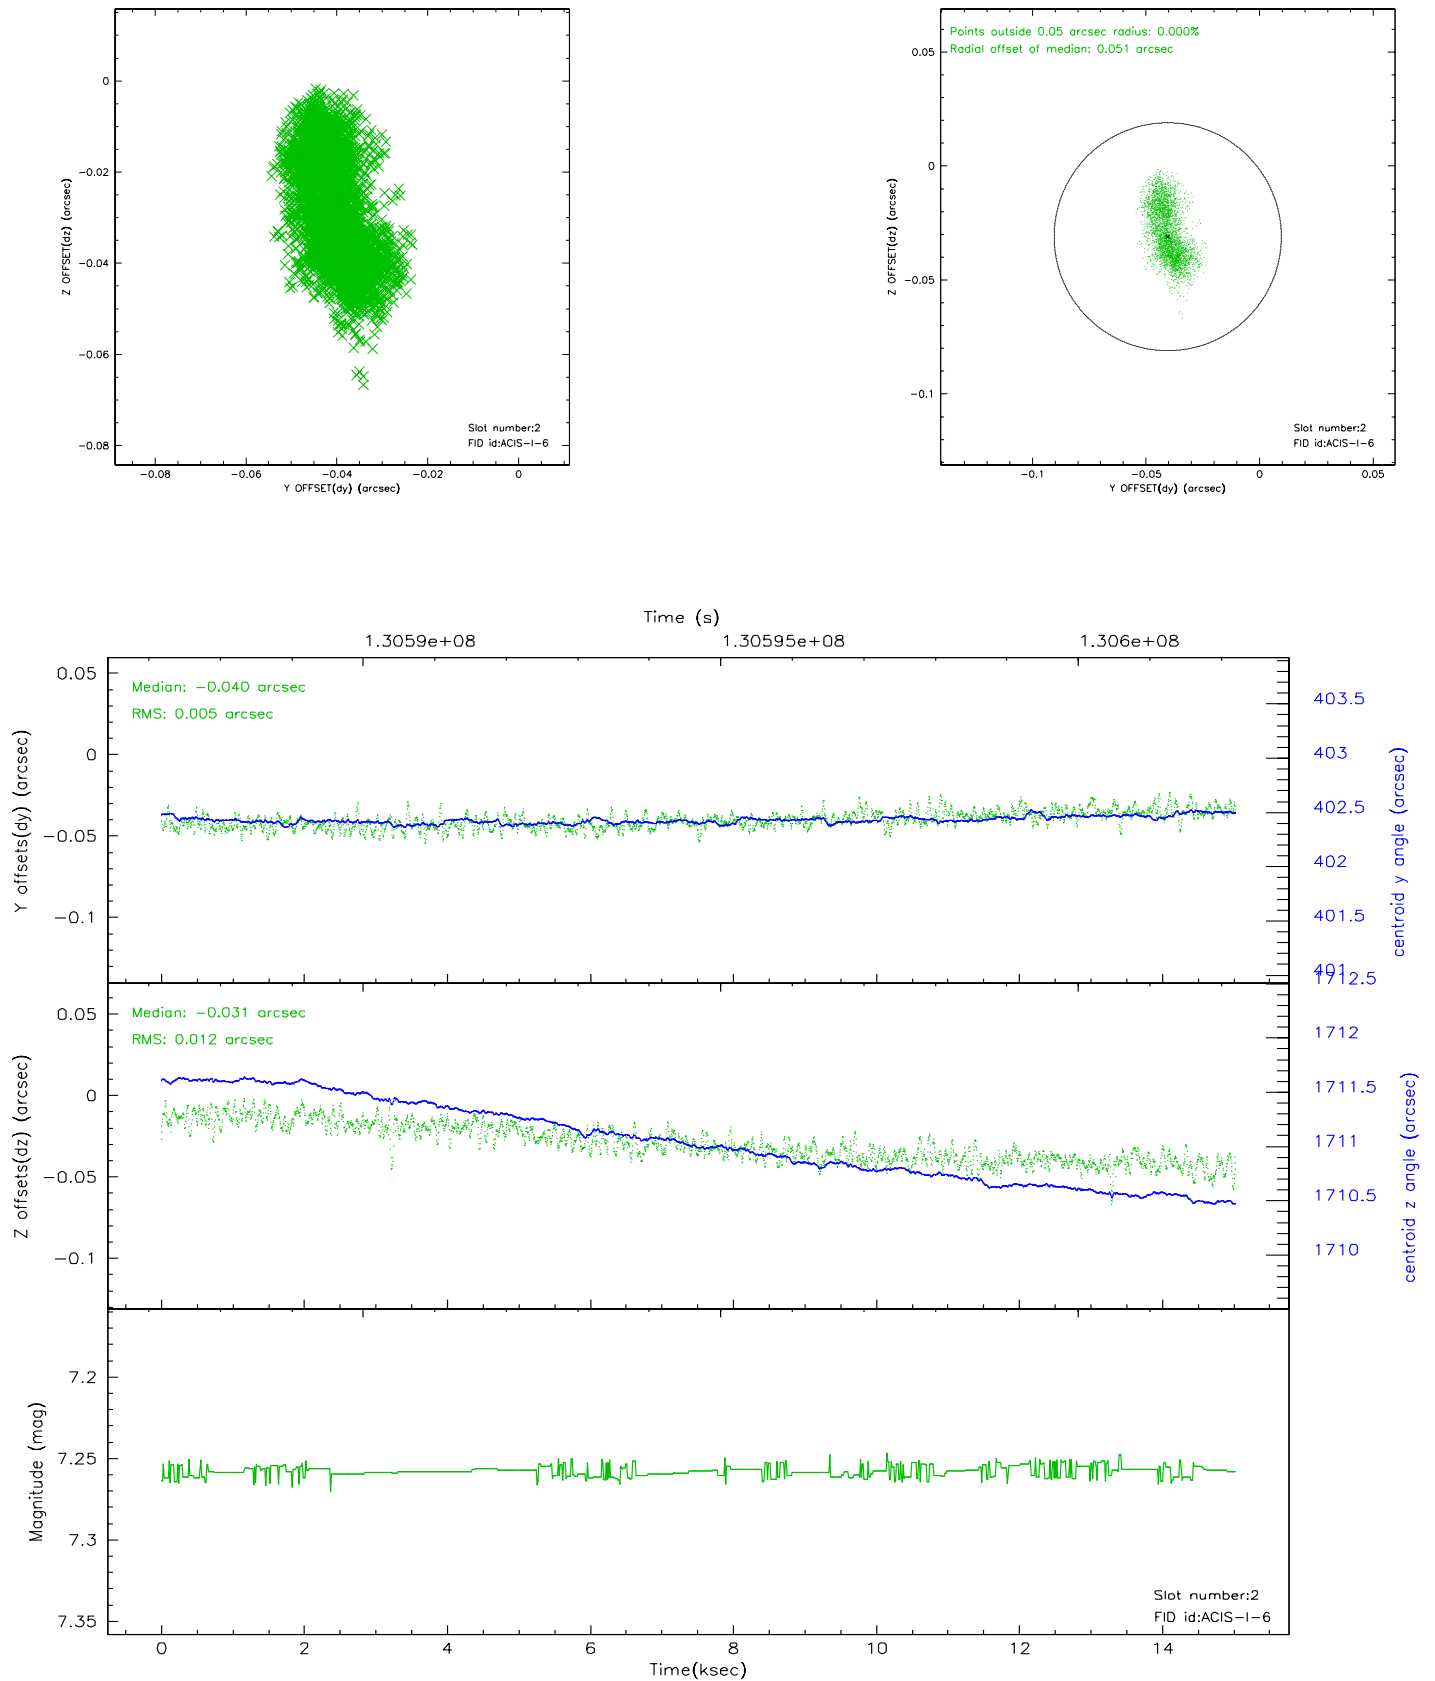 0
-0.02
-0.04
-0.06
-0.08
Z OFFSET(dz) (arcsec)
Slot number:2
FID id:ACIS-I-6
-0.08 -0.06 -0.04 -0.02 0
Y OFFSET(dy) (arcsec)
Points outside 0.05 arcsec radius: 0.000%
Radial offset of median: 0.051 arcsec
0.05
0
-0.05
-0.1
Z OFFSET(dz) (arcsec)
Slot number:2
FID id:ACIS-I-6
-0.1 -0.05 0 0.05
Y OFFSET(dy) (arcsec)
Time (s)
1.3059e+08 1.30595e+08 1.306e+08
Median: -0.040 arcsec
RMS: 0.005 arcsec
0.05
0
-0.05
-0.1
Y offsets(dy) (arcsec)
403.5
403
402.5
402
401.5
401
centroid y angle (arcsec)
Median: -0.031 arcsec
RMS: 0.012 arcsec
0.05
0
-0.05
-0.1
Z offsets(dz) (arcsec)
1712.5
1712
1711.5
1711
1710.5
1710
centroid z angle (arcsec)
7.2
7.25
7.3
7.35
Magnitude (mag)
Slot number:2
FID id:ACIS-I-6
0 2 4 6 8 10 12 14
Time(ksec)